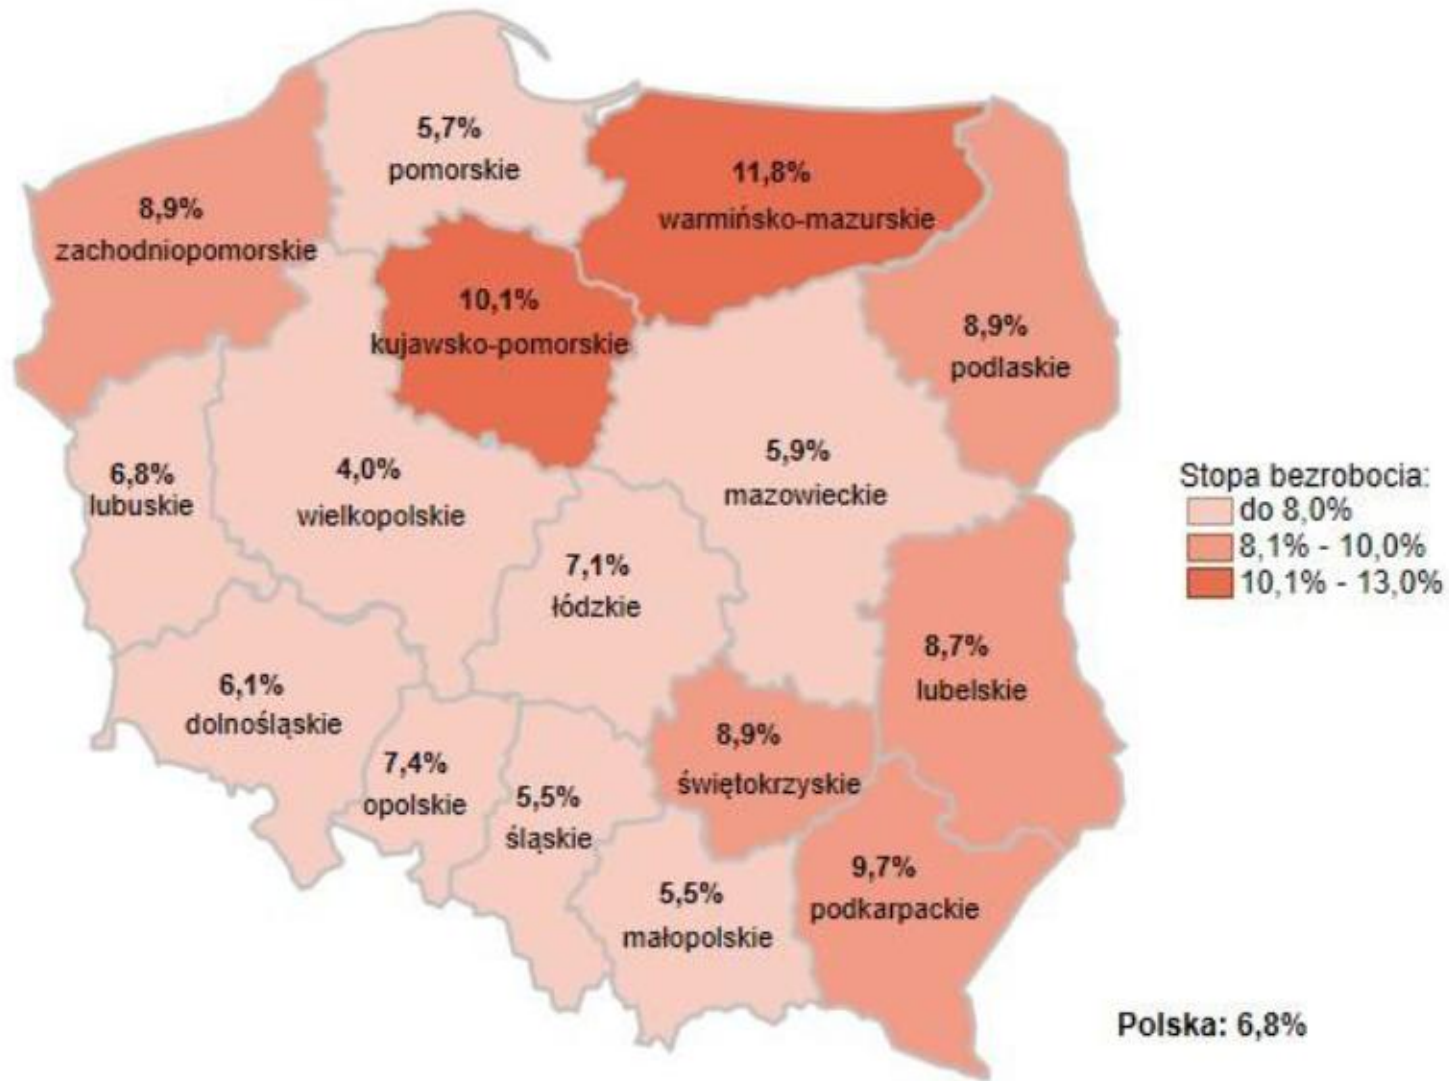 5,7%
pomorskie
11,8%
warmińsko-mazurskie
8,9%
zachodniopomorskie
10,1%
kujawsko-pomorskie
8,9%
podlaskie
6,8%
lubuskie
4,0%
wielkopolskie
5,9%
mazowieckie
Stopa bezrobocia:
do 8,0%
8,1% - 10,0%
10,1% - 13,0%
7,1%
łódzkie
8,7%
lubelskie
6,1%
dolnośląskie
7,4%
opolskie
5,5%
śląskie
8,9%
świętokrzyskie
5,5%
małopolskie
9,7%
podkarpackie
Polska: 6,8%